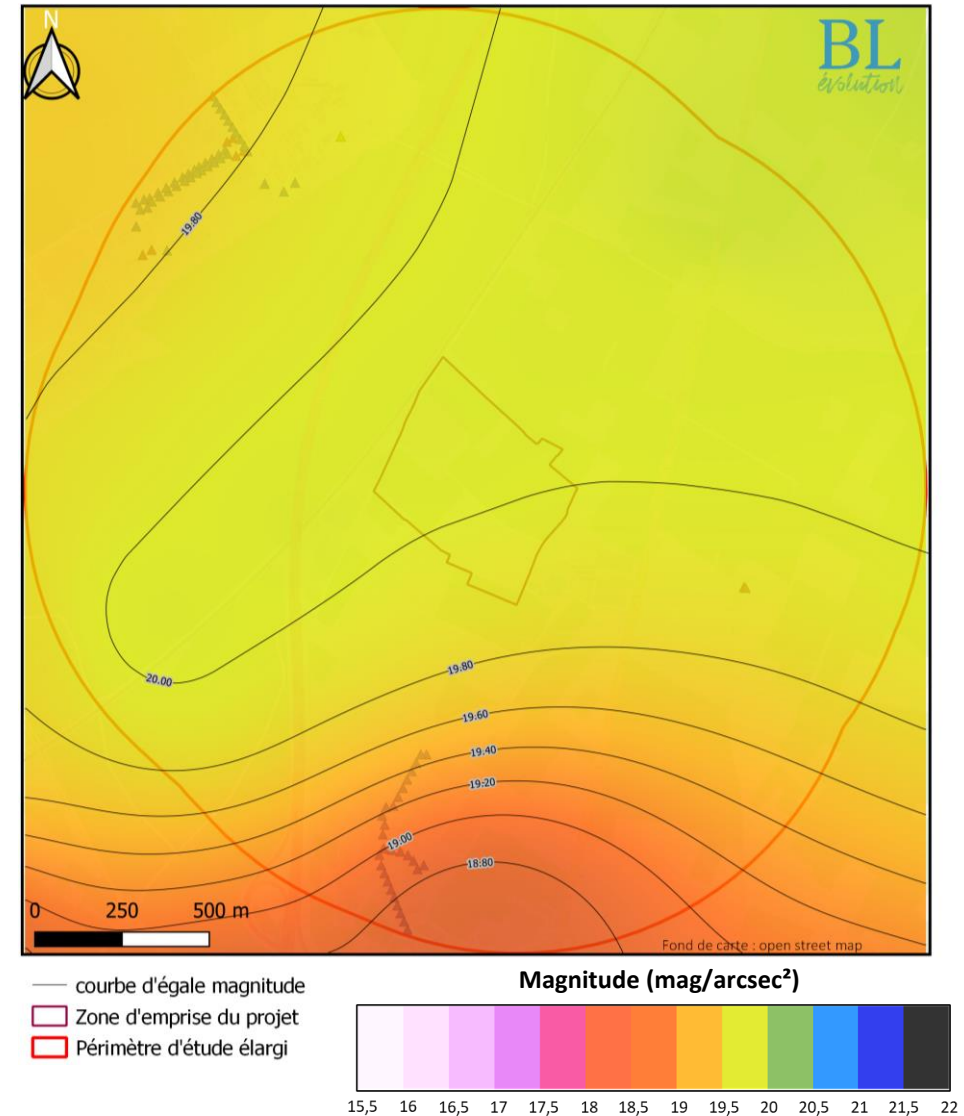 N
BL
évolution
19.80
20.00
19.80
19.60
19.40
19.20
19.00
18.80
0 250 500 m
Fond de carte : open street map
courbe d'égale magnitude
Zone d'emprise du projet
Périmètre d'étude élargi
Magnitude (mag/arcsec²)
15,5 16 16,5 17 17,5 18 18,5 19 19,5 20 20,5 21 21,5 22